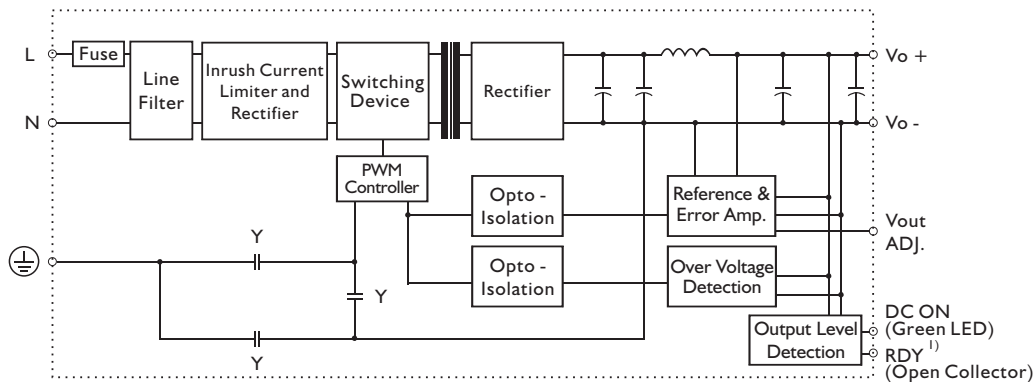 L
Fuse
Line
Filter
Inrush Current
Limiter and
Rectifier
Switching
Device
Rectifier
Vo +
N
Vo -
PWM
Controller
Opto -
Isolation
Reference &
Error Amp.
Vout
ADJ.
Y
Y
Y
Opto -
Isolation
Over Voltage
Detection
Output Level
Detection
DC ON
(Green LED)
RDY 1)
(Open Collector)